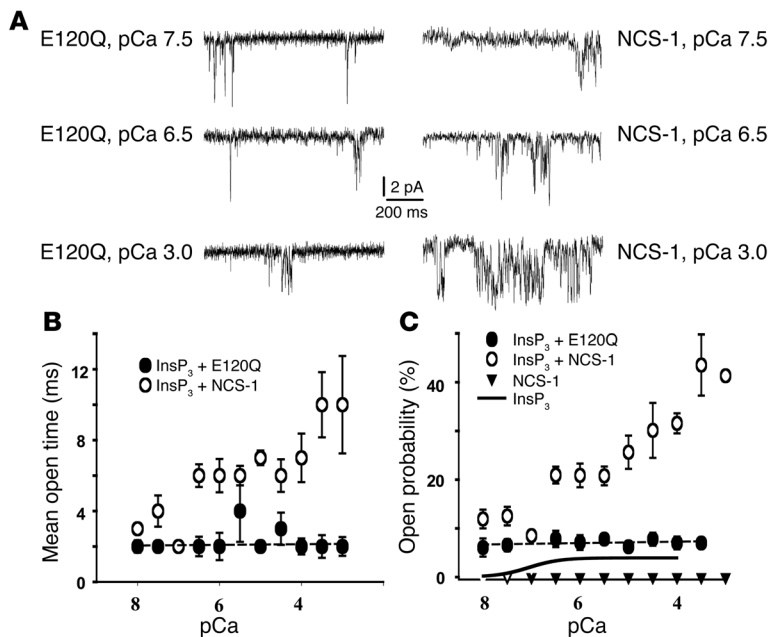 A
E120Q, pCa 7.5
NCS-1, pCa 7.5
E120Q, pCa 6.5
NCS-1, pCa 6.5
2 pA
200 ms
E120Q, pCa 3.0
NCS-1, pCa 3.0
B
InsP3 + E120Q
InsP3 + NCS-1
Mean open time (ms)
12
8
4
0
8
6
4
pCa
C
InsP3 + E120Q
InsP3 + NCS-1
NCS-1
InsP3
Open probability (%)
40
20
0
8
6
4
pCa